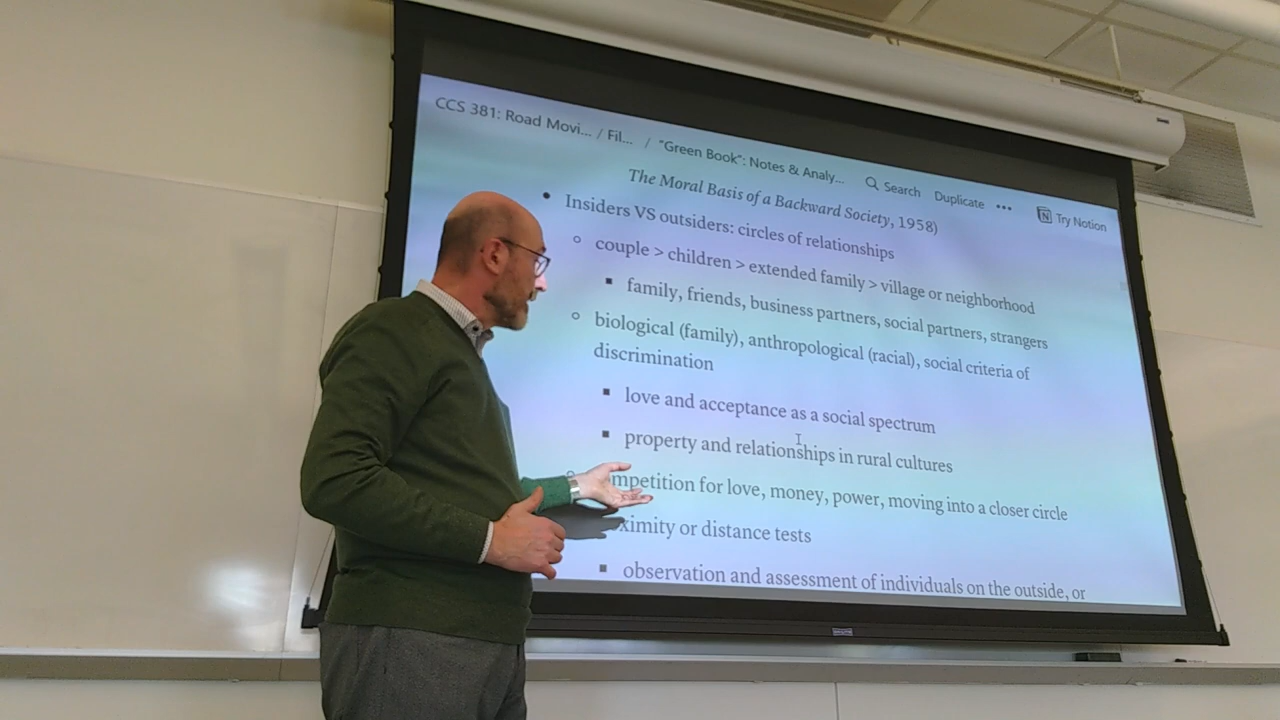 CCS 381: Road Movi... / Fil... / "Green Book": Notes & Analy... Search Duplicate ••• Try Notion
The Moral Basis of a Backward Society, 1958)
• Insiders VS outsiders: circles of relationships
couple > children > extended family > village or neighborhood
family, friends, business partners, social partners, strangers
biological (family), anthropological (racial), social criteria of
discrimination
love and acceptance as a social spectrum
property and relationships in rural cultures
mpetition for love, money, power, moving into a closer circle
ximity or distance tests
observation and assessment of individuals on the outside, or